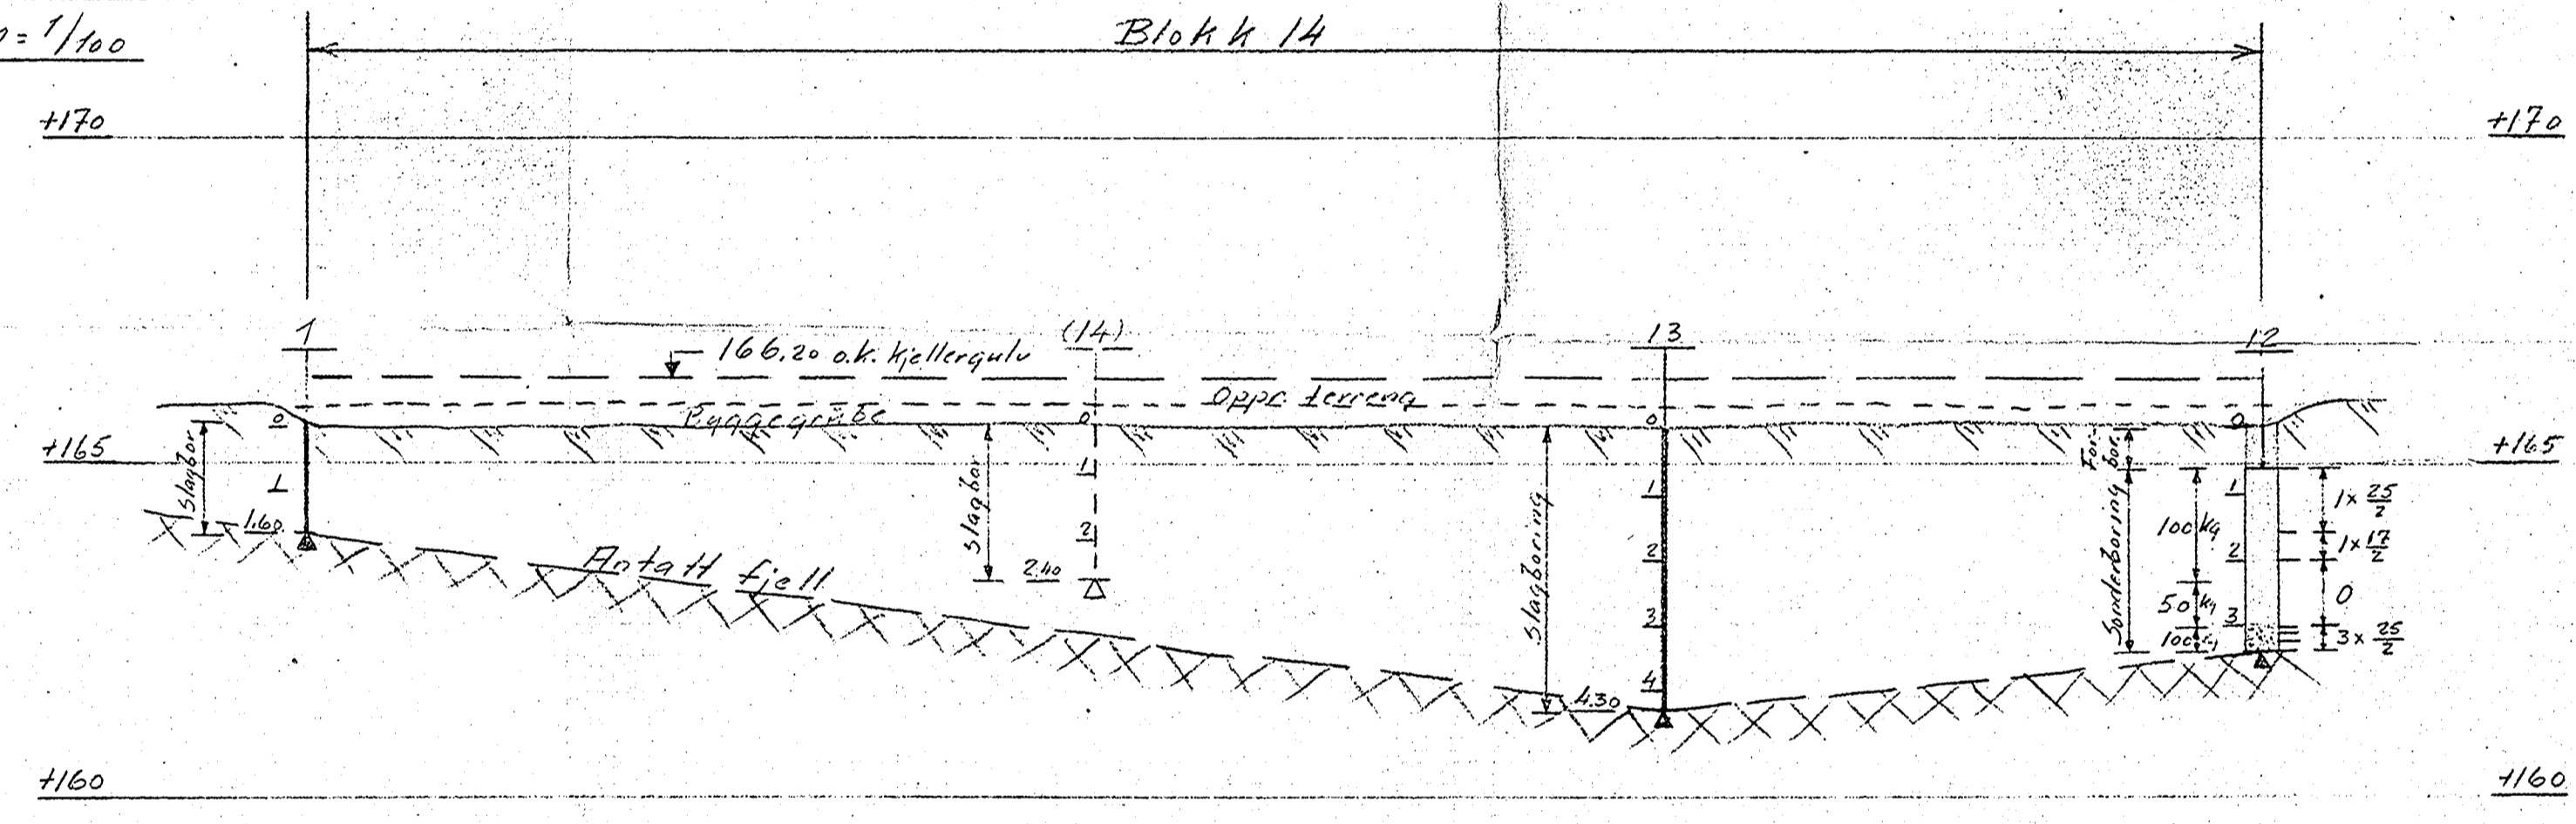 = 1/100
Blokk 14
+170
+170
1
(14)
13
12
166.20 o.k. kjellergulv
Oppr. terreng
Byggegrube
0
0
0
0
+165
+165
Slagbor
1
1.60
Slagbor
1
2
2.40
Slagboring
1
2
3
4
4.30
For-
bor.
Sonderboring
100 kg
50 kg
100 kg
1
2
3
1 x 25/2
1 x 17/2
0
3 x 25/2
Antatt fjell
+160
+160